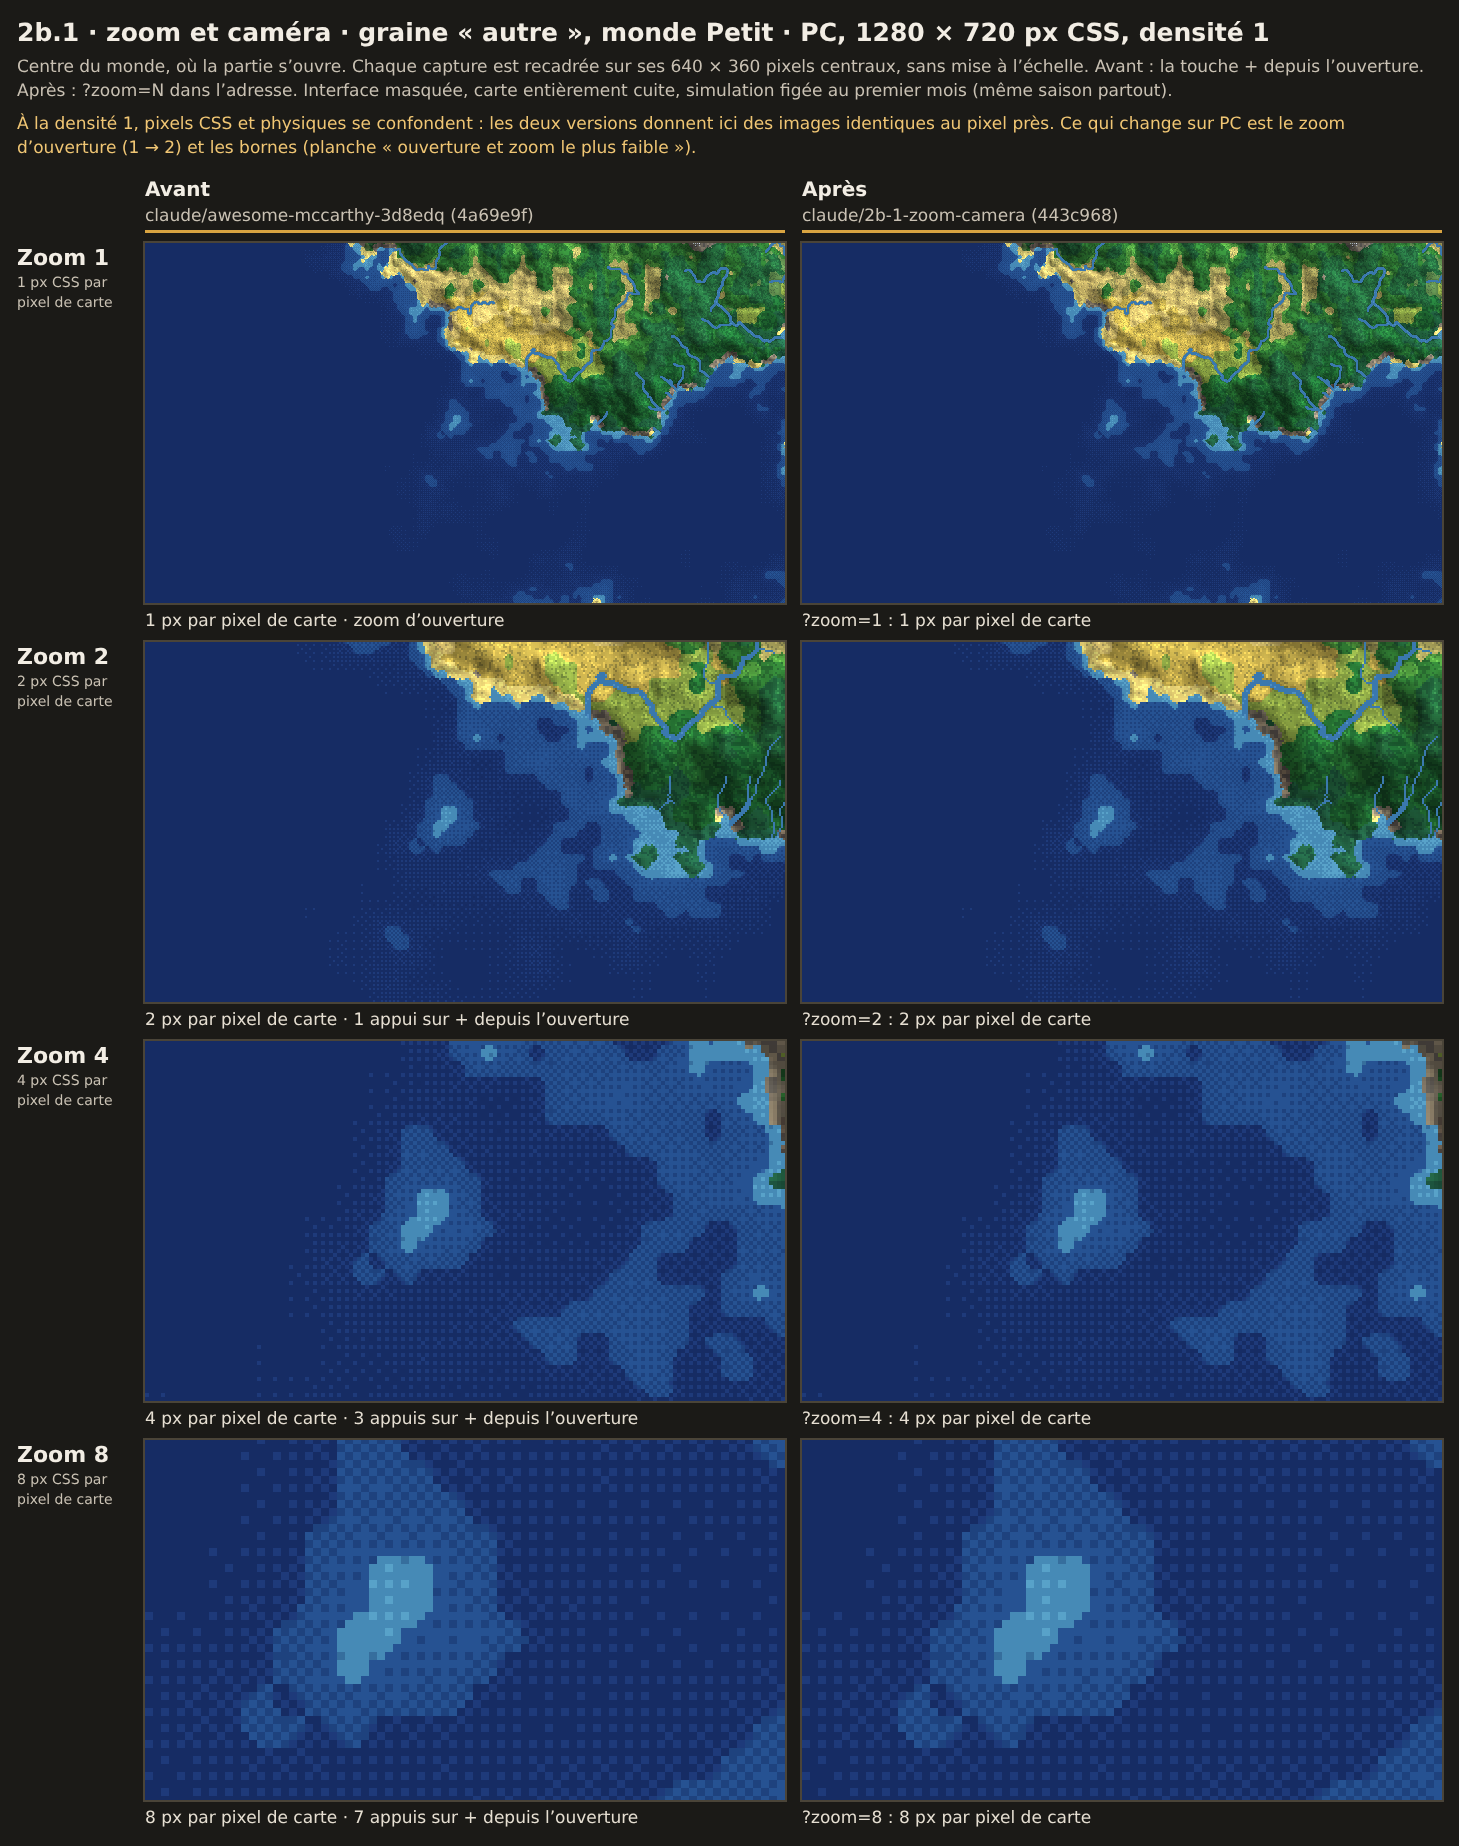 2b.1 · zoom et caméra · graine « autre », monde Petit · PC, 1280 × 720 px CSS, densité 1
Centre du monde, où la partie s’ouvre. Chaque capture est recadrée sur ses 640 × 360 pixels centraux, sans mise à l’échelle. Avant : la touche + depuis l’ouverture.
Après : ?zoom=N dans l’adresse. Interface masquée, carte entièrement cuite, simulation figée au premier mois (même saison partout).
À la densité 1, pixels CSS et physiques se confondent : les deux versions donnent ici des images identiques au pixel près. Ce qui change sur PC est le zoom
d’ouverture (1 → 2) et les bornes (planche « ouverture et zoom le plus faible »).
Avant
claude/awesome-mccarthy-3d8edq (4a69e9f)
Après
claude/2b-1-zoom-camera (443c968)
Zoom 1
1 px CSS par
pixel de carte
1 px par pixel de carte · zoom d’ouverture
?zoom=1 : 1 px par pixel de carte
Zoom 2
2 px CSS par
pixel de carte
2 px par pixel de carte · 1 appui sur + depuis l’ouverture
?zoom=2 : 2 px par pixel de carte
Zoom 4
4 px CSS par
pixel de carte
4 px par pixel de carte · 3 appuis sur + depuis l’ouverture
?zoom=4 : 4 px par pixel de carte
Zoom 8
8 px CSS par
pixel de carte
8 px par pixel de carte · 7 appuis sur + depuis l’ouverture
?zoom=8 : 8 px par pixel de carte